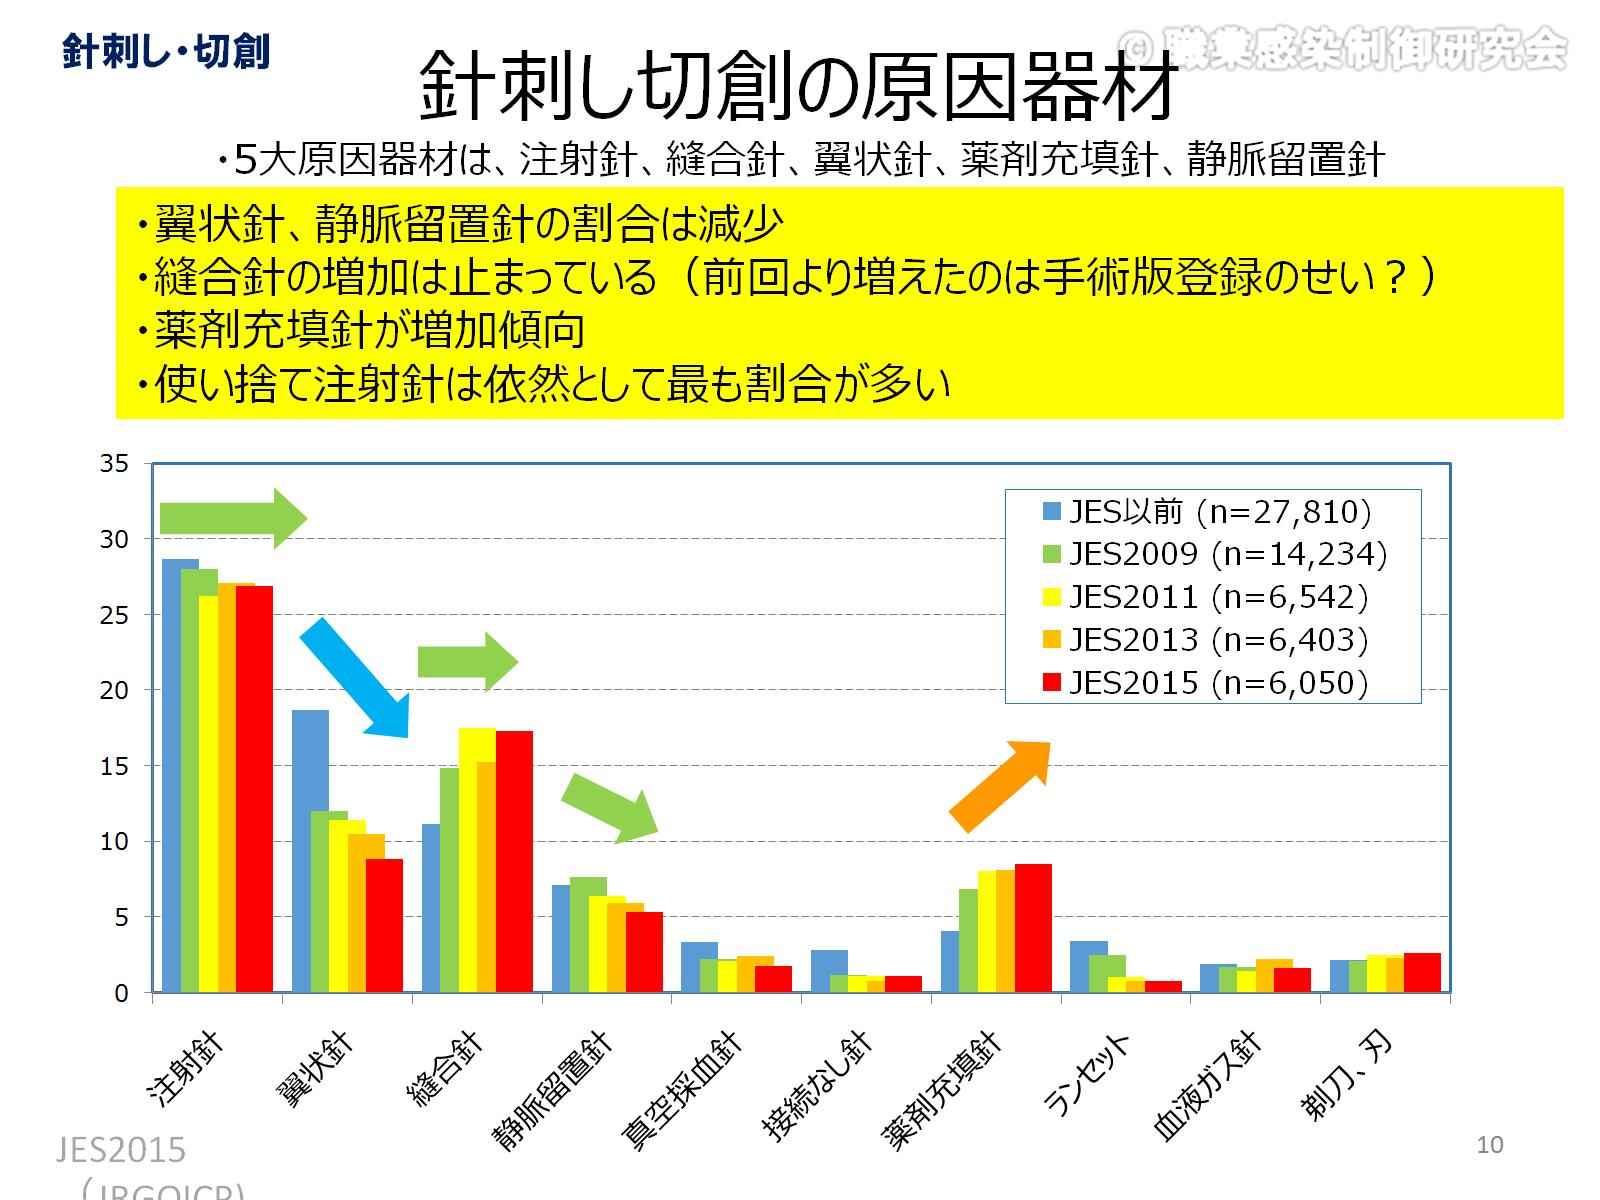 針刺し・切創
© 職業感染制御研究会
針刺し切創の原因器材
・5大原因器材は、注射針、縫合針、翼状針、薬剤充填針、静脈留置針
・翼状針、静脈留置針の割合は減少
・縫合針の増加は止まっている（前回より増えたのは手術版登録のせい？）
・薬剤充填針が増加傾向
・使い捨て注射針は依然として最も割合が多い
35
30
25
20
15
10
5
0
JES以前 (n=27,810)
JES2009 (n=14,234)
JES2011 (n=6,542)
JES2013 (n=6,403)
JES2015 (n=6,050)
注射針
翼状針
縫合針
静脈留置針
真空採血針
接続なし針
薬剤充填針
ランセット
血液ガス針
剃刀、刃
JES2015
（JRGOICP)
10